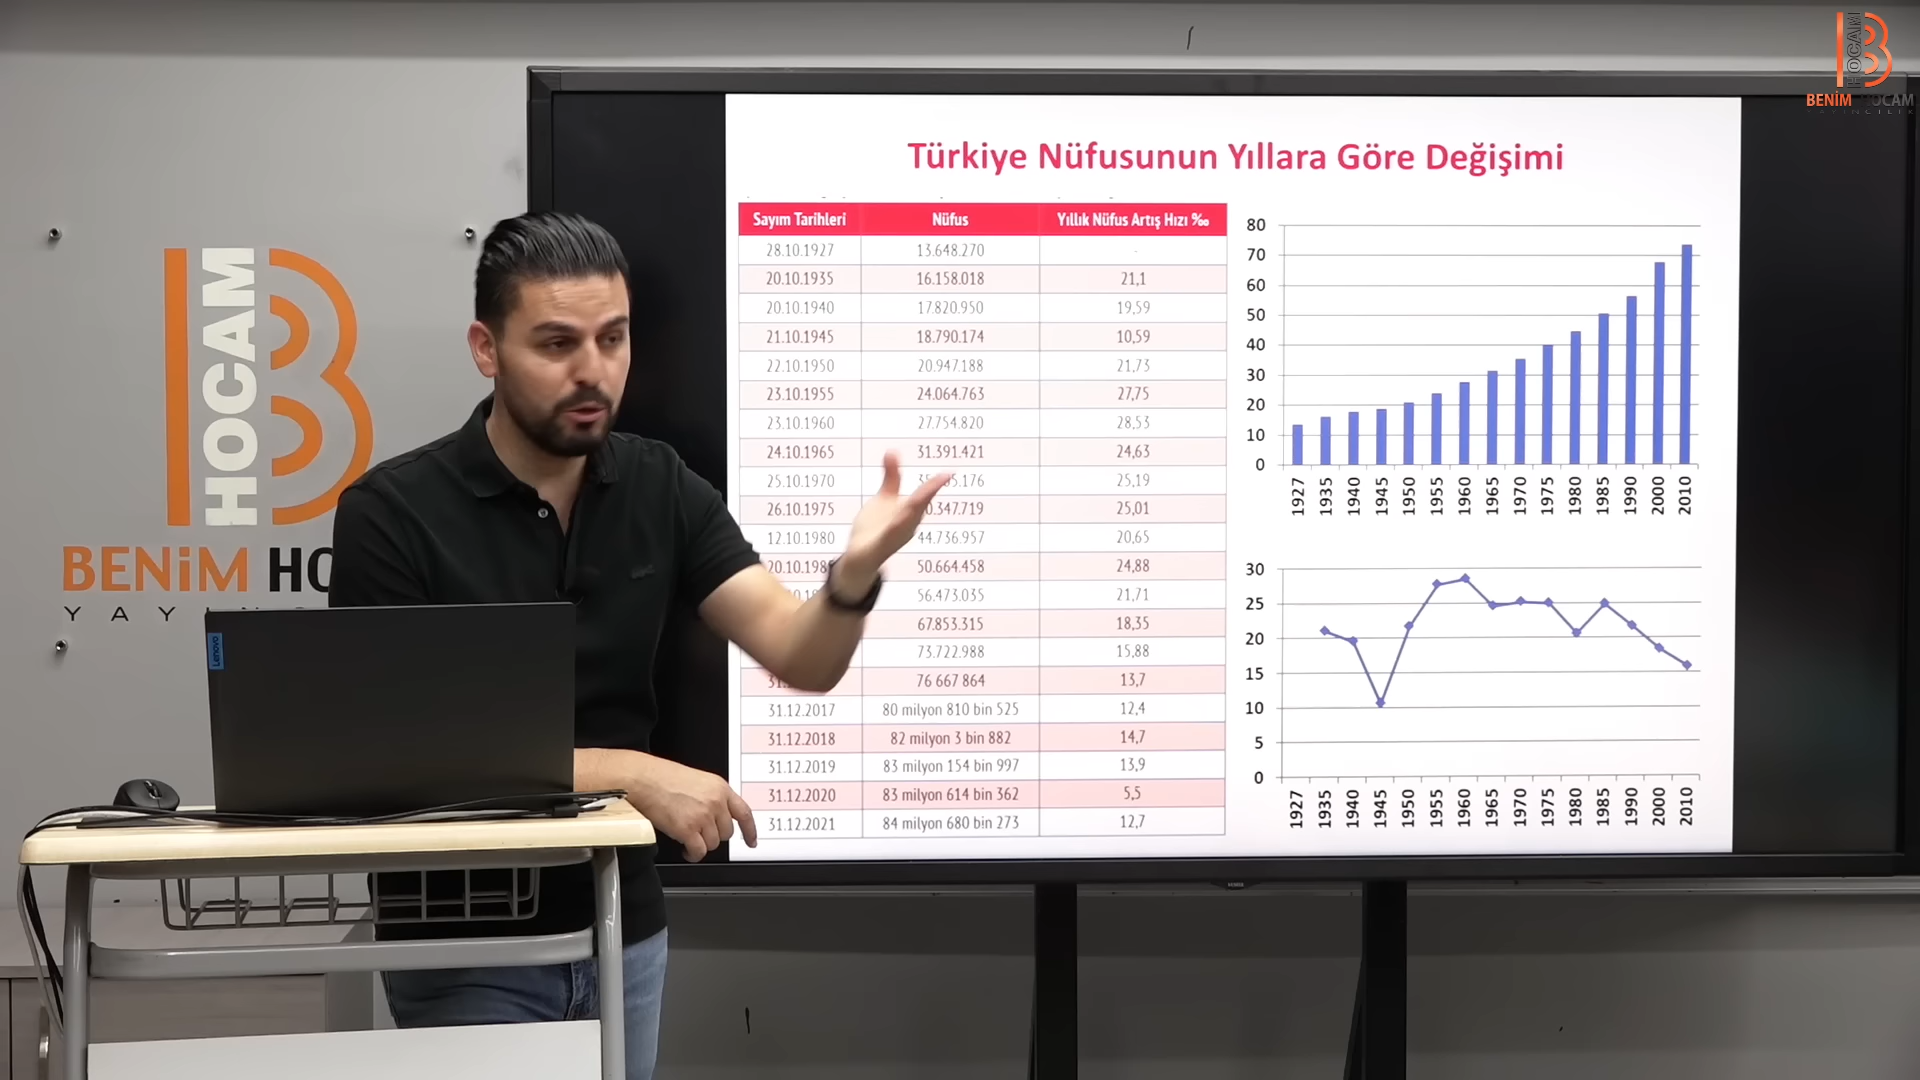 HOCAM
BENİM HOCAM
YAYINCILIK
HOCAM
BENİM
Lenovo
Türkiye Nüfusunun Yıllara Göre Değişimi
Sayım Tarihleri Nüfus Yıllık Nüfus Artış Hızı ‰
28.10.1927 13.648.270 -
20.10.1935 16.158.018 21,1
20.10.1940 17.820.950 19,59
21.10.1945 18.790.174 10,59
22.10.1950 20.947.188 21,73
23.10.1955 24.064.763 27,75
23.10.1960 27.754.820 28,53
24.10.1965 31.391.421 24,63
25.10.1970 25,19
26.10.1975 25,01
12.10.1980 44.736.957 20,65
50.664.458 24,88
56.473.035 21,71
67.853.315 18,35
73.722.988 15,88
76 667 864 13,7
31.12.2017 80 milyon 810 bin 525 12,4
31.12.2018 82 milyon 3 bin 882 14,7
31.12.2019 83 milyon 154 bin 997 13,9
31.12.2020 83 milyon 614 bin 362 5,5
31.12.2021 84 milyon 680 bin 273 12,7
80
70
60
50
40
30
20
10
0
1927 1935 1940 1945 1950 1955 1960 1965 1970 1975 1980 1985 1990 2000 2010
30
25
20
15
10
5
0
1927 1935 1940 1945 1950 1955 1960 1965 1970 1975 1980 1985 1990 2000 2010